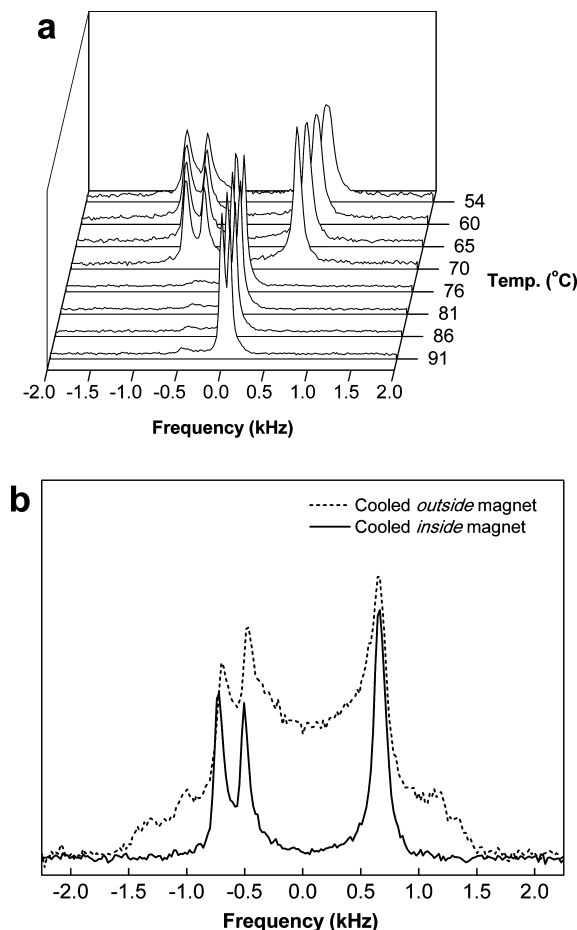 a
54
60
65
70
76
81
86
91
Temp. (°C)
-2.0 -1.5 -1.0 -0.5 0.0 0.5 1.0 1.5 2.0
Frequency (kHz)
b
Cooled outside magnet
Cooled inside magnet
-2.0 -1.5 -1.0 -0.5 0.0 0.5 1.0 1.5 2.0
Frequency (kHz)